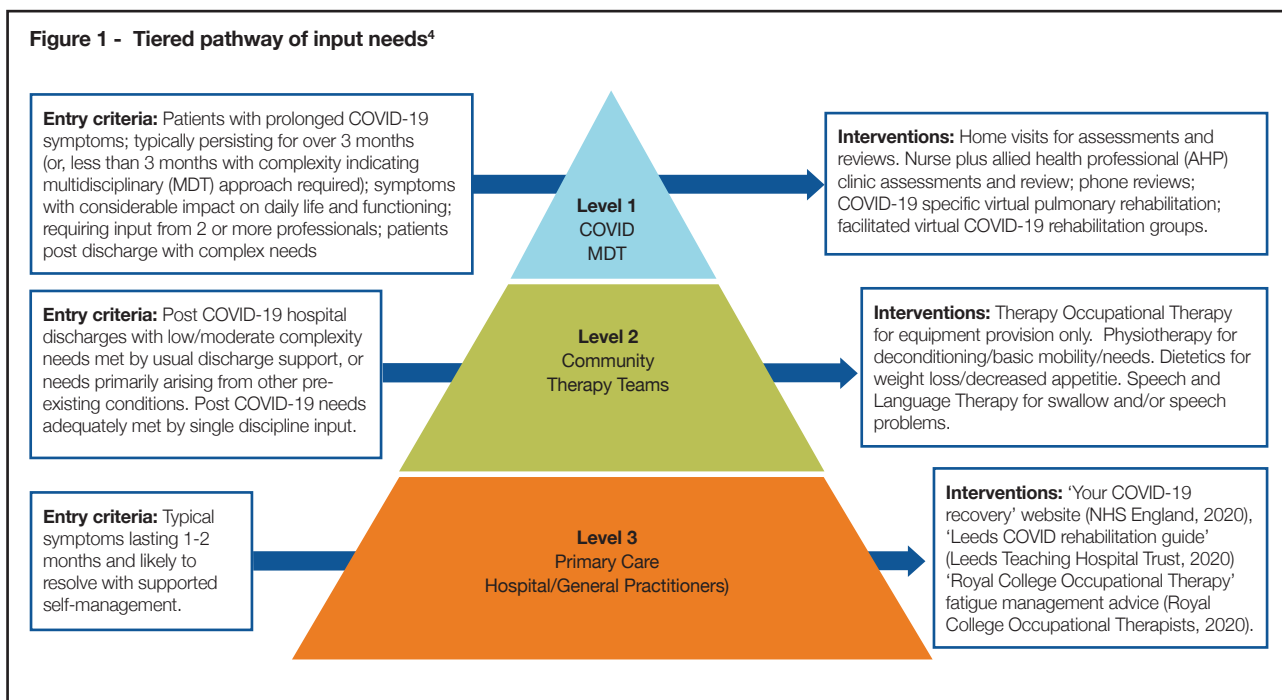 Figure 1 - Tiered pathway of input needs4
Entry criteria: Patients with prolonged COVID-19
symptoms; typically persisting for over 3 months
(or, less than 3 months with complexity indicating
multidisciplinary (MDT) approach required); symptoms
with considerable impact on daily life and functioning;
requiring input from 2 or more professionals; patients
post discharge with complex needs
Level 1
COVID
MDT
Interventions: Home visits for assessments and
reviews. Nurse plus allied health professional (AHP)
clinic assessments and review; phone reviews;
COVID-19 specific virtual pulmonary rehabilitation;
facilitated virtual COVID-19 rehabilitation groups.
Entry criteria: Post COVID-19 hospital
discharges with low/moderate complexity
needs met by usual discharge support, or
needs primarily arising from other pre-
existing conditions. Post COVID-19 needs
adequately met by single discipline input.
Level 2
Community
Therapy Teams
Interventions: Therapy Occupational Therapy
for equipment provision only. Physiotherapy for
deconditioning/basic mobility/needs. Dietetics for
weight loss/decreased appetitie. Speech and
Language Therapy for swallow and/or speech
problems.
Entry criteria: Typical
symptoms lasting 1-2
months and likely to
resolve with supported
self-management.
Level 3
Primary Care
Hospital/General Practitioners)
Interventions: ‘Your COVID-19
recovery’ website (NHS England, 2020),
‘Leeds COVID rehabilitation guide’
(Leeds Teaching Hospital Trust, 2020)
‘Royal College Occupational Therapy’
fatigue management advice (Royal
College Occupational Therapists, 2020).